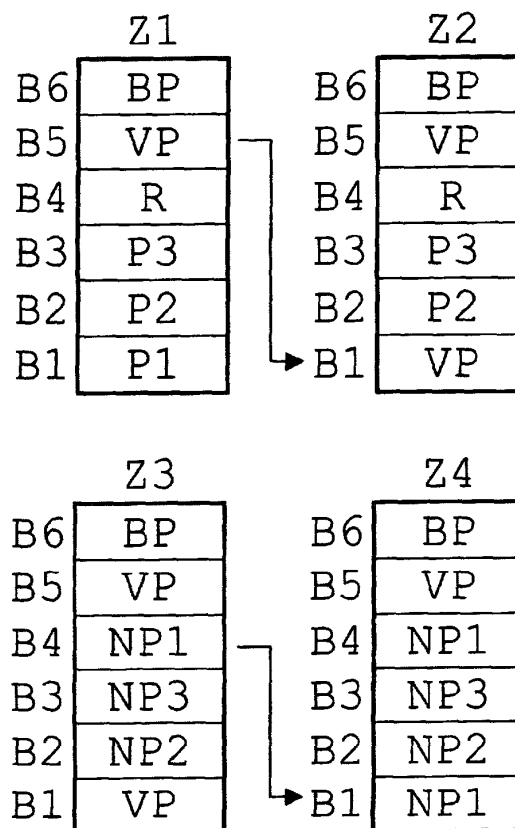 Z1 Z2
B6 BP B6 BP
B5 VP B5 VP
B4 R B4 R
B3 P3 B3 P3
B2 P2 B2 P2
B1 P1 B1 VP
Z3 Z4
B6 BP B6 BP
B5 VP B5 VP
B4 NP1 B4 NP1
B3 NP3 B3 NP3
B2 NP2 B2 NP2
B1 VP B1 NP1